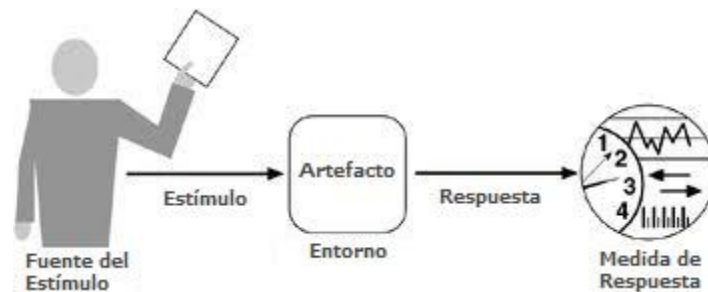 Estímulo
Artefacto
Respuesta
Entorno
Fuente del
Estímulo
Medida de
Respuesta
1
2
3
4